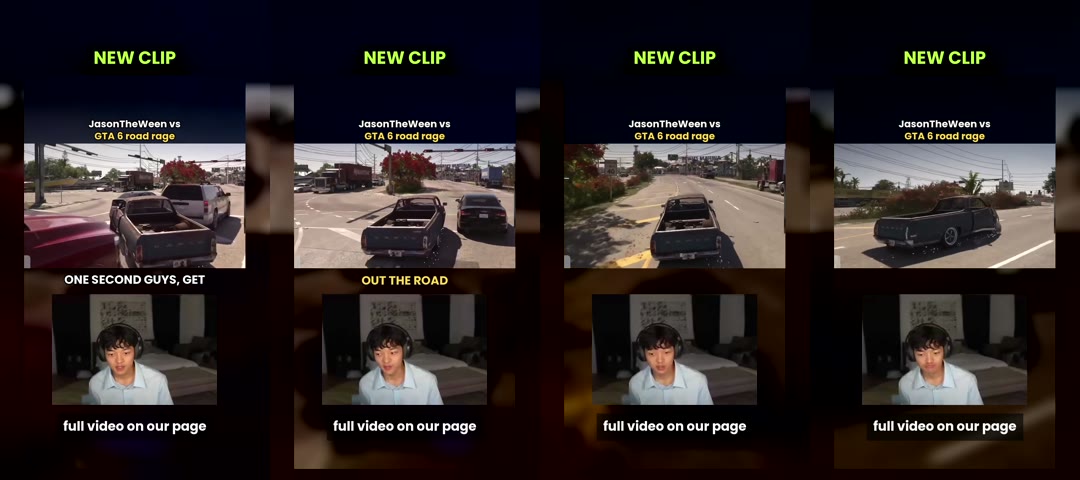 NEW CLIP
JasonTheWeen vs
GTA 6 road rage
ONE SECOND GUYS, GET
full video on our page
NEW CLIP
JasonTheWeen vs
GTA 6 road rage
OUT THE ROAD
full video on our page
NEW CLIP
JasonTheWeen vs
GTA 6 road rage
full video on our page
NEW CLIP
JasonTheWeen vs
GTA 6 road rage
full video on our page